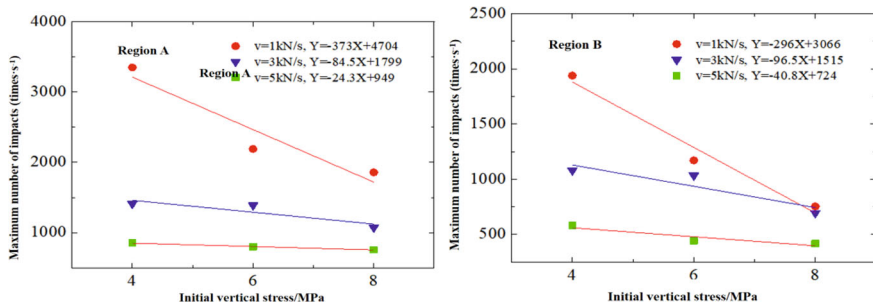 4000
3000
2000
1000
Maximum number of impacts (times·s⁻¹)
Region A
v=1kN/s, Y=-373X+4704
Region A
v=3kN/s, Y=-84.5X+1799
v=5kN/s, Y=-24.3X+949
4 6 8
Initial vertical stress/MPa
2500
2000
1500
1000
500
Maximum number of impacts (times·s⁻¹)
Region B
v=1kN/s, Y=-296X+3066
v=3kN/s, Y=-96.5X+1515
v=5kN/s, Y=-40.8X+724
4 6 8
Initial vertical stress/MPa